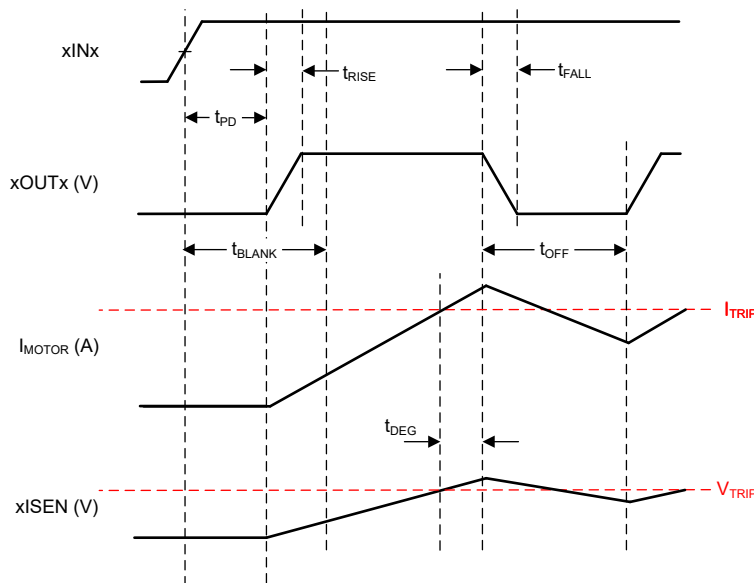 xINx
tRISE
tFALL
tPD
xOUTx (V)
tBLANK
tOFF
ITRIP
IMOTOR (A)
tDEG
VTRIP
xISEN (V)